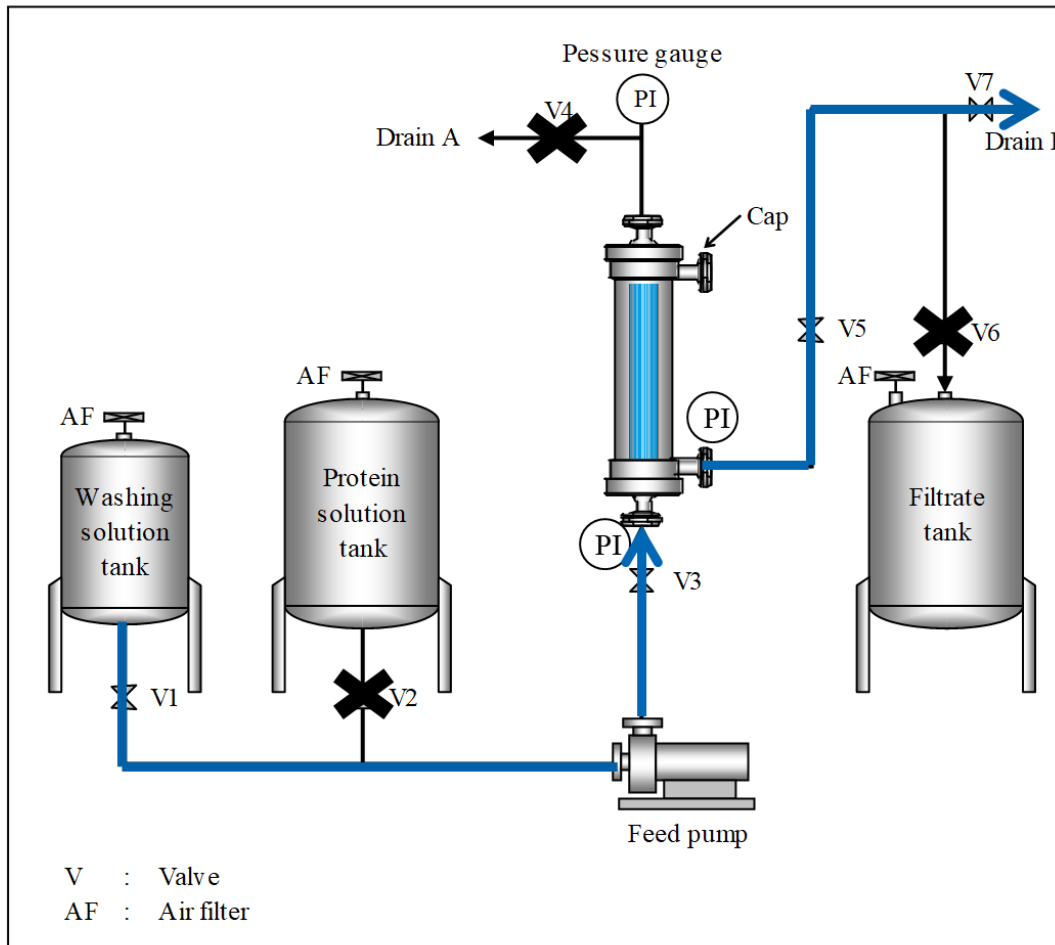 Pessure gauge
PI
V4
Drain A
V7
Drain
Cap
V5
V6
AF
AF
AF
PI
Washing
solution
tank
Protein
solution
tank
Filtrate
tank
PI
V3
V1
V2
Feed pump
V : Valve
AF : Air filter